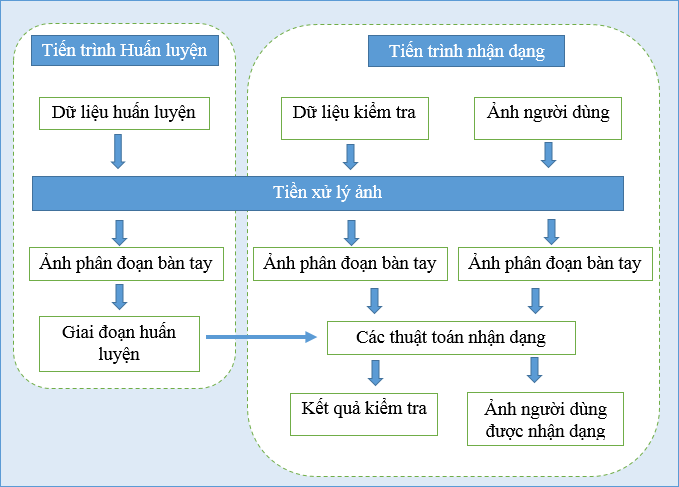 Tiến trình Huấn luyện
Tiến trình nhận dạng
Dữ liệu huấn luyện
Dữ liệu kiểm tra
Ảnh người dùng
Tiền xử lý ảnh
Ảnh phân đoạn bàn tay
Ảnh phân đoạn bàn tay
Ảnh phân đoạn bàn tay
Giai đoạn huấn
luyện
Các thuật toán nhận dạng
Kết quả kiểm tra
Ảnh người dùng
được nhận dạng